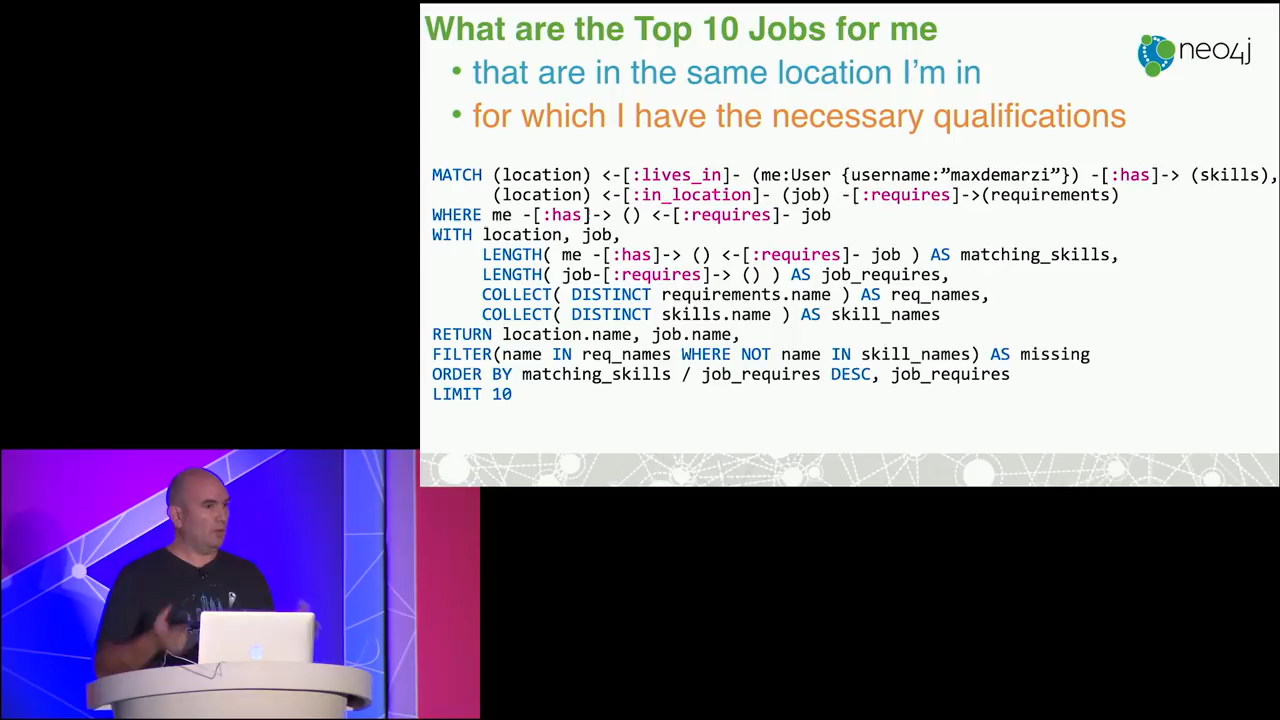 What are the Top 10 Jobs for me
neo4j
• that are in the same location I'm in
• for which I have the necessary qualifications
MATCH (location) <-[:lives_in]- (me:User {username:”maxdemarzi”}) -[:has]-> (skills),
(location) <-[:in_location]- (job) -[:requires]->(requirements)
WHERE me -[:has]-> () <-[:requires]- job
WITH location, job,
LENGTH( me -[:has]-> () <-[:requires]- job ) AS matching_skills,
LENGTH( job-[:requires]-> () ) AS job_requires,
COLLECT( DISTINCT requirements.name ) AS req_names,
COLLECT( DISTINCT skills.name ) AS skill_names
RETURN location.name, job.name,
FILTER(name IN req_names WHERE NOT name IN skill_names) AS missing
ORDER BY matching_skills / job_requires DESC, job_requires
LIMIT 10